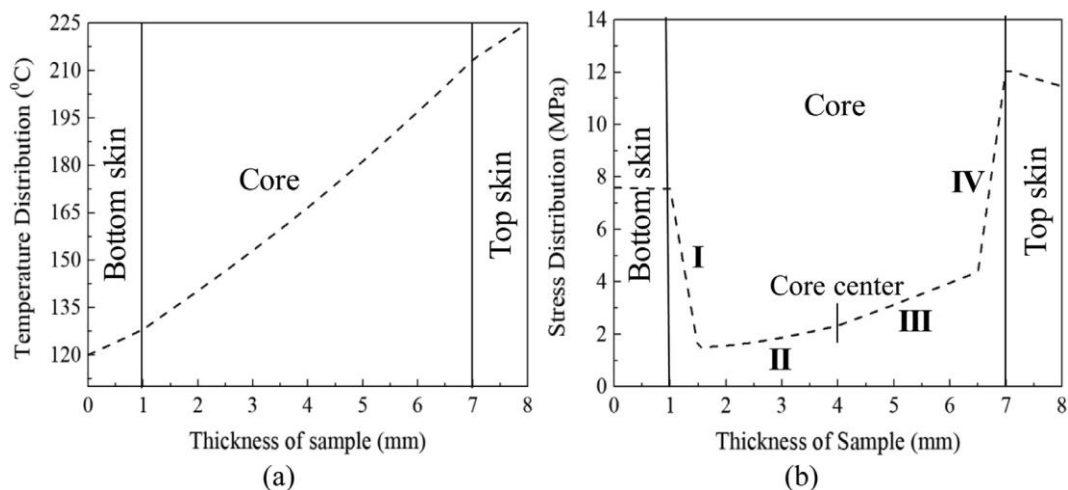 225
210
195
180
165
150
135
120
0 1 2 3 4 5 6 7 8
Temperature Distribution (⁰C)
Thickness of sample (mm)
Bottom skin
Core
Top skin
(a)
14
12
10
8
6
4
2
0
0 1 2 3 4 5 6 7 8
Stress Distribution (MPa)
Thickness of Sample (mm)
Bottom skin
Core
Top skin
I
II
Core center
III
IV
(b)